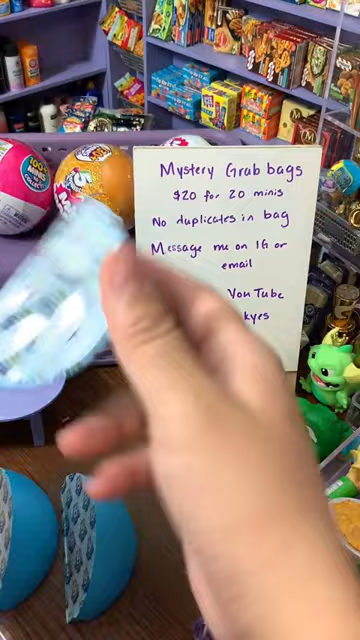 Mystery Grab bags
$20 for 20 minis
No duplicates in bag
Message me on IG or
email
YouTube
kyes